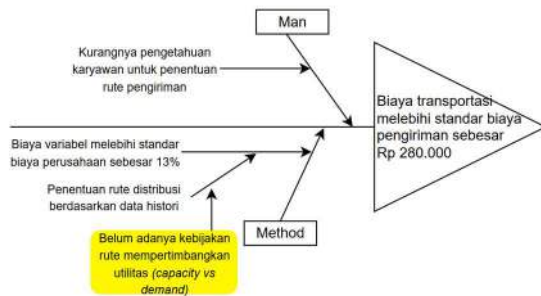 Man
Kurangnya pengetahuan
karyawan untuk penentuan
rute pengiriman
Biaya transportasi
melebihi standar biaya
pengiriman sebesar
Rp 280.000
Biaya variabel melebihi standar
biaya perusahaan sebesar 13%
Penentuan rute distribusi
berdasarkan data histori
Method
Belum adanya kebijakan
rute mempertimbangkan
utilitas (capacity vs
demand)